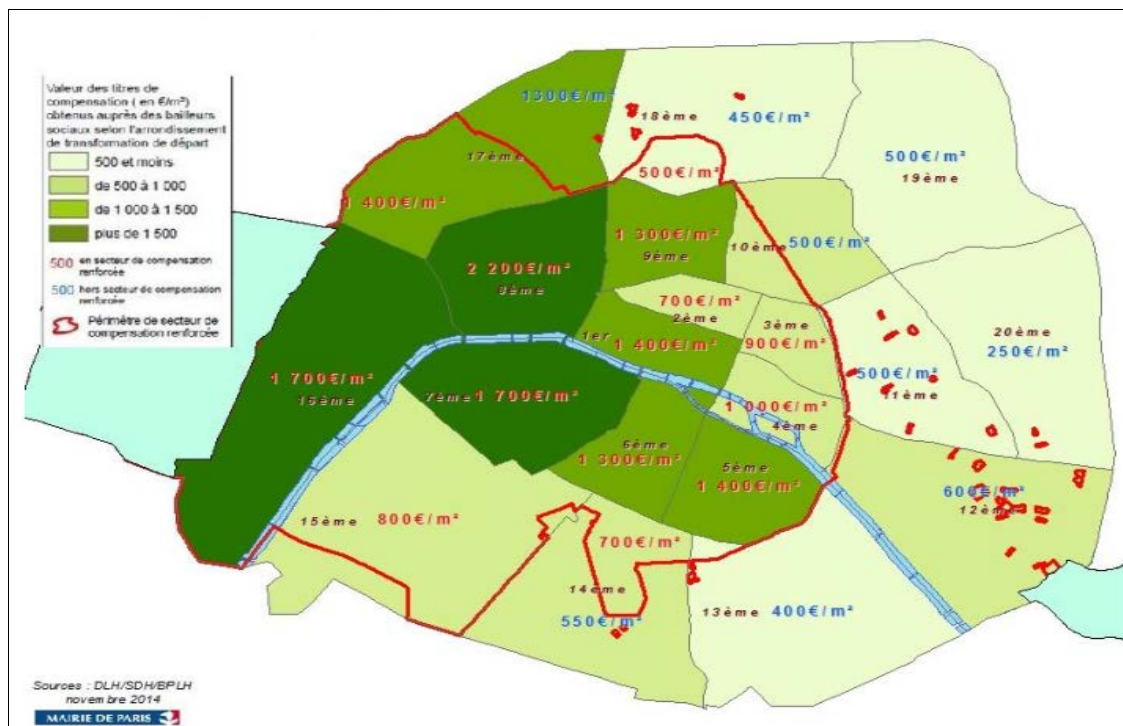 Valeur des titres de
compensation ( en €/m²)
obtenus auprès des bailleurs
sociaux selon l'arrondissement
de transformation de départ
500 et moins
de 500 à 1 000
de 1 000 à 1 500
plus de 1 500
500 en secteur de compensation
renforcée
500 hors secteur de compensation
renforcée
Périmètre de secteur de
compensation renforcée
1300€/m²
17ème
1 400€/m²
18ème
450€/m²
500€/m²
500€/m²
19ème
2 200€/m²
8ème
1 300€/m²
9ème
10ème
500€/m²
700€/m²
2ème
3ème
900€/m²
1er
1 400€/m²
20ème
250€/m²
500€/m²
11ème
1 700€/m²
16ème
7ème 1 700€/m²
1 000€/m²
4ème
6ème
1 300€/m²
5ème
1 400€/m²
600€/m²
12ème
15ème
800€/m²
700€/m²
14ème
550€/m²
13ème
400€/m²
Sources : DLH/SDH/BPLH
novembre 2014
MAIRIE DE PARIS